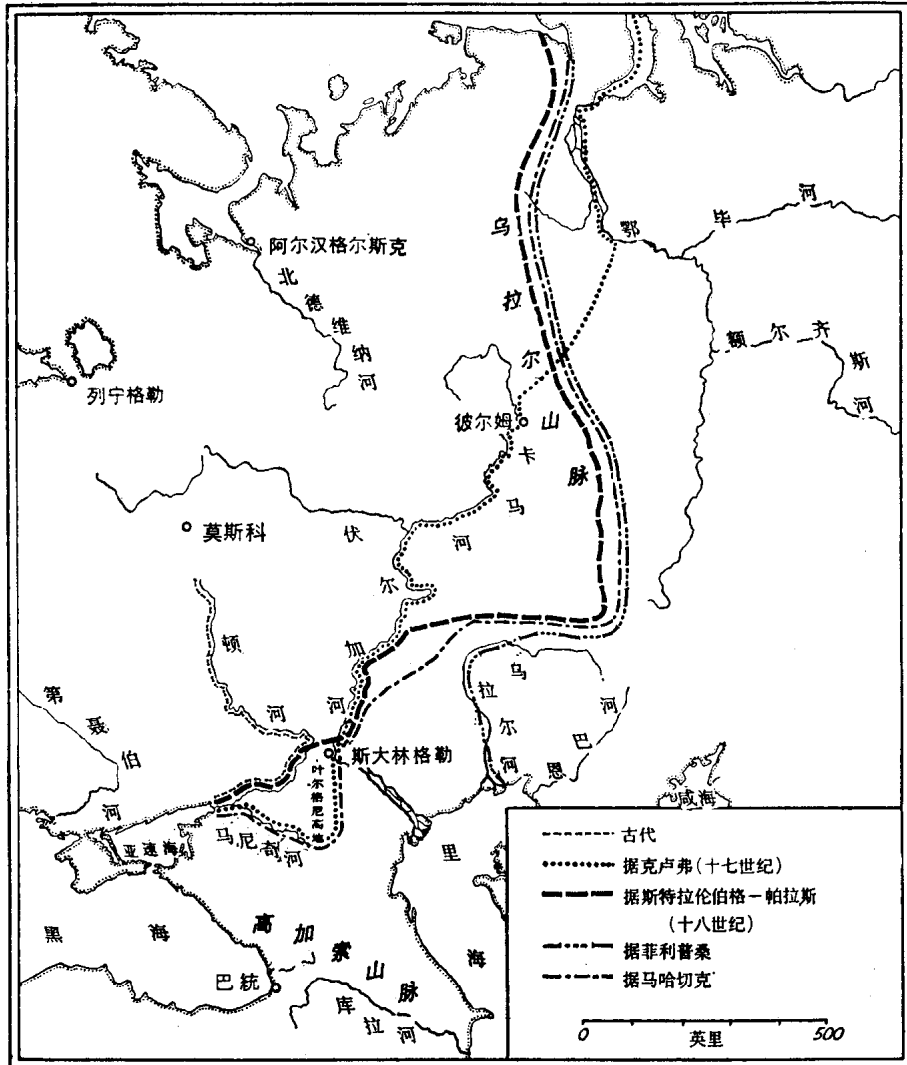 阿尔汉格尔斯克
北德维纳河
列宁格勒
莫斯科
彼尔姆
乌拉尔山脉
鄂毕河
额尔齐斯河
卡马河
伏尔加河
顿河
第聂伯河
斯大林格勒
叶尔格尼高地
马尼奇河
亚速海
黑海
高加索山脉
巴统
库拉河
里海
乌拉尔河
恩巴河
咸海
古代
据克卢弗(十七世纪)
据斯特拉伦伯格—帕拉斯
(十八世纪)
据菲利普桑
据马哈切克
0 500
英里